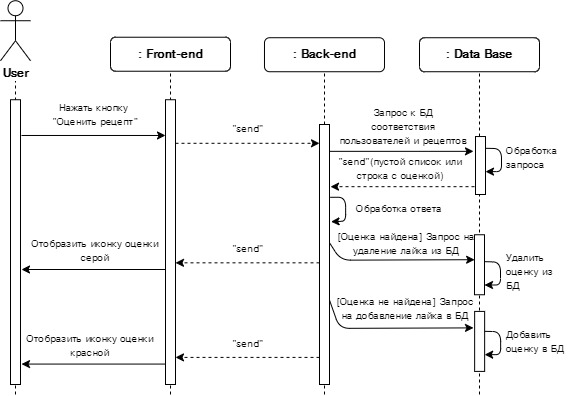 User
: Front-end
: Back-end
: Data Base
Нажать кнопку
"Оценить рецепт"
"send"
Запрос к БД
соответствия
пользователей и рецептов
Обработка
запроса
"send"(пустой список или
строка с оценкой)
Обработка ответа
[Оценка найдена] Запрос на
удаление лайка из БД
Отобразить иконку оценки
серой
"send"
Удалить
оценку из
БД
[Оценка не найдена] Запрос
на добавление лайка в БД
Добавить
оценку в БД
Отобразить иконку оценки
красной
"send"